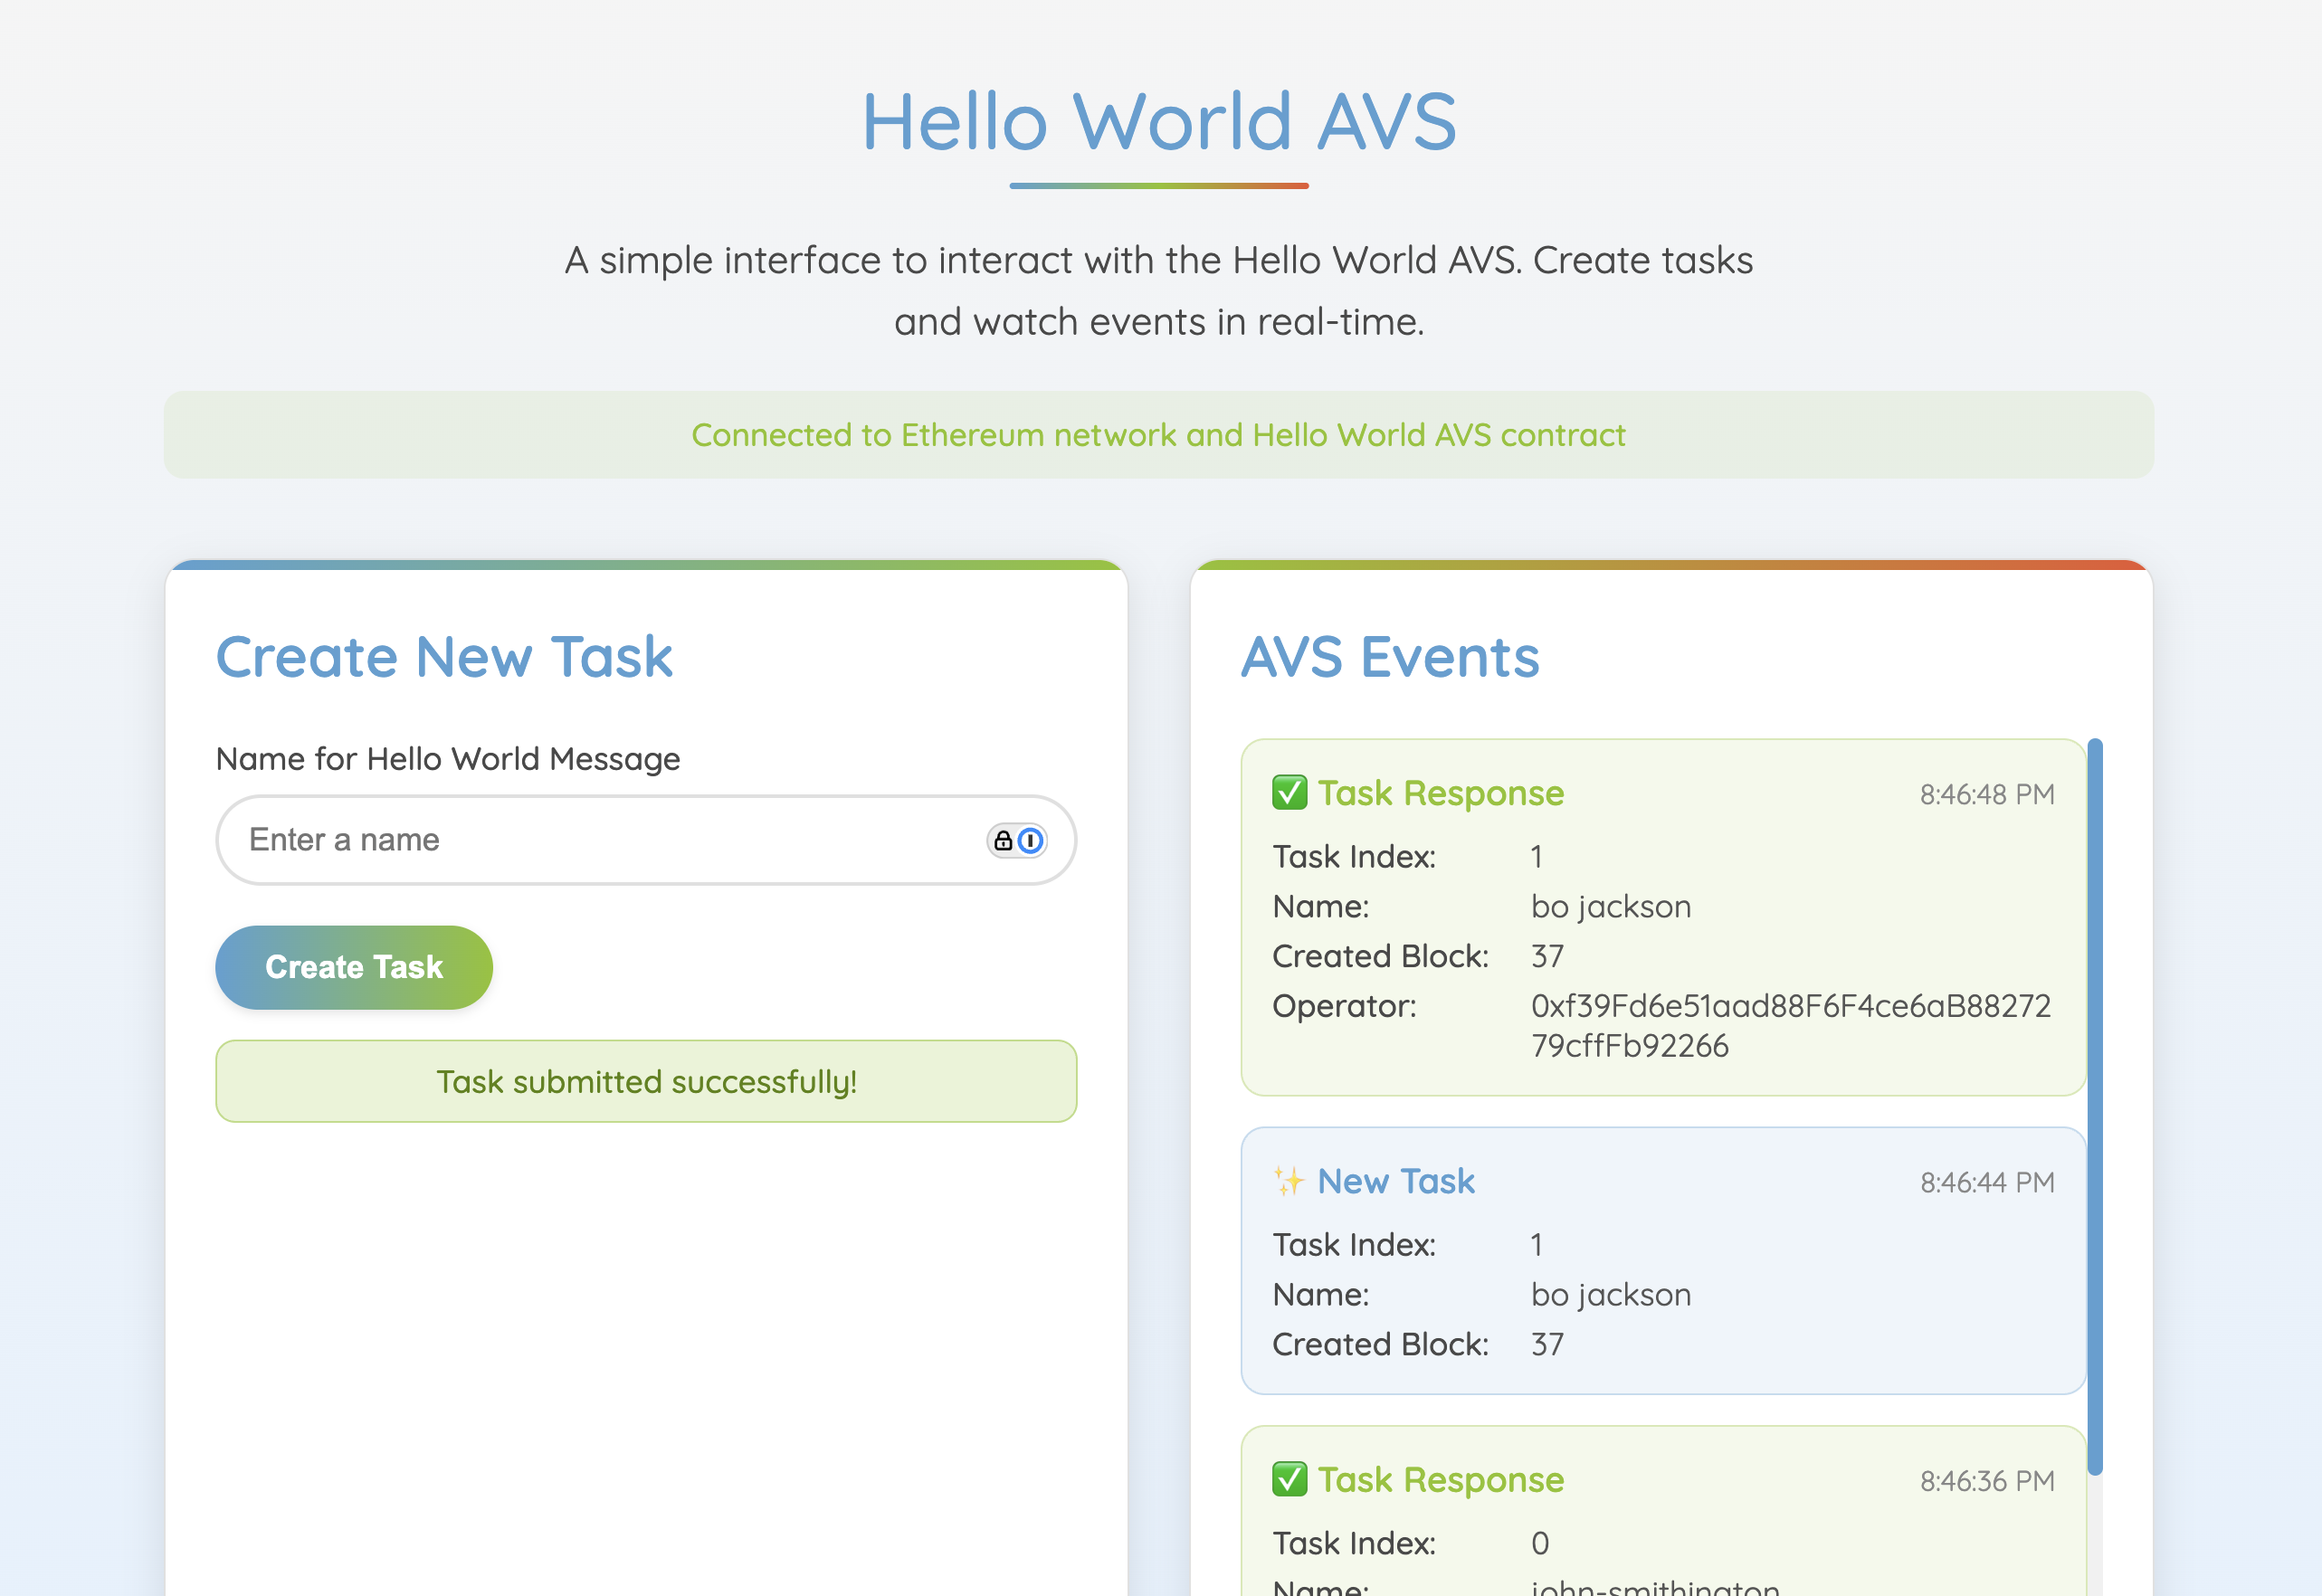 Hello World AVS
A simple interface to interact with the Hello World AVS. Create tasks
and watch events in real-time.
Connected to Ethereum network and Hello World AVS contract
Create New Task
Name for Hello World Message
Enter a name
Create Task
Task submitted successfully!
AVS Events
✅ Task Response 8:46:48 PM
Task Index: 1
Name: bo jackson
Created Block: 37
Operator: 0xf39Fd6e51aad88F6F4ce6aB88272
79cffFb92266
✨ New Task 8:46:44 PM
Task Index: 1
Name: bo jackson
Created Block: 37
✅ Task Response 8:46:36 PM
Task Index: 0
Name: john-smithington